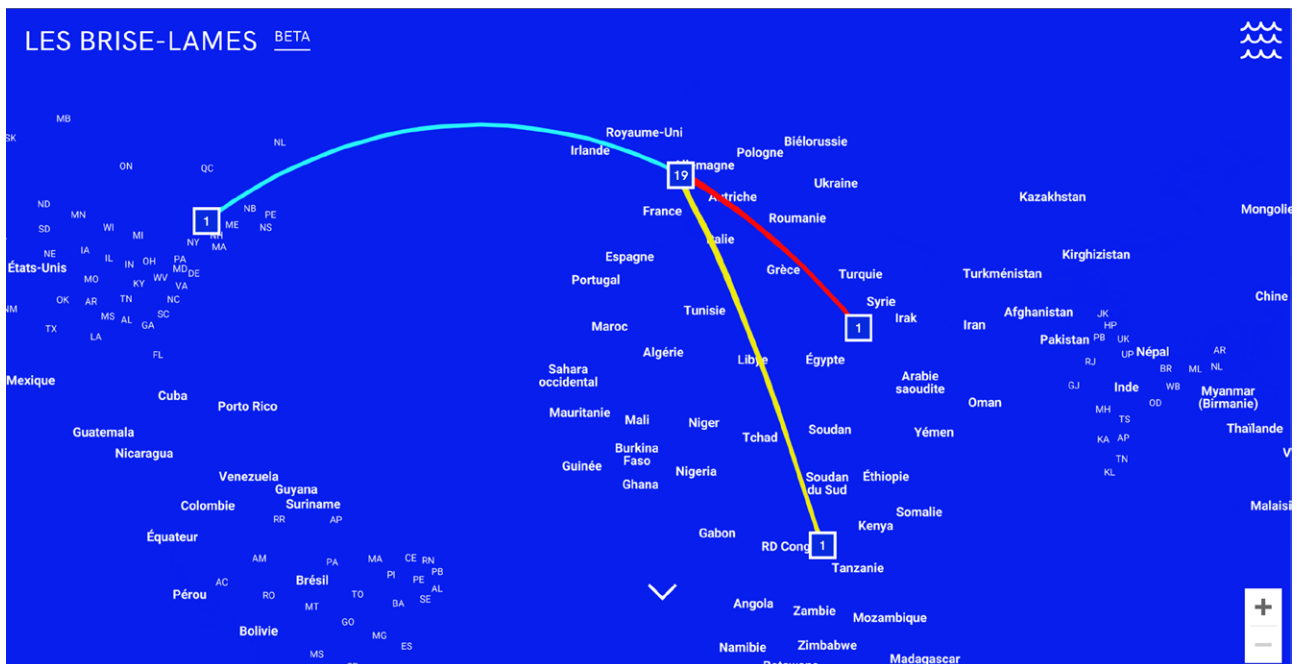 LES BRISE-LAMES BETA
MB
NL
SK
ON
QC
Royaume-Uni
Irlande
Biélorussie
Pologne
magne
19
Autriche
Ukraine
Kazakhstan
Mongolie
ND
MN
NB
PE
1
ME
NS
France
Roumanie
SD
WI
MI
NY
NH
MA
Italie
NE
IA
IL
IN
OH
PA
MD
DE
États-Unis
Espagne
Grèce
Turquie
Kirghizistan
Turkménistan
MO
KY
WV
VA
Portugal
Chine
NM
OK
AR
TN
NC
Syrie
Irak
MS
AL
SC
GA
Tunisie
Afghanistan
JK
HP
TX
LA
Maroc
1
Iran
Pakistan
PB
UK
FL
Algérie
Libye
Égypte
RJ
UP
Népal
AR
Mexique
Sahara
occidental
Arabie
saoudite
BR
ML
NL
GJ
Inde
WB
Myanmar
(Birmanie)
Cuba
Porto Rico
Mauritanie
Oman
MH
OD
Guatemala
Mali
Niger
Tchad
Soudan
Yémen
TS
Thaïlande
Nicaragua
Burkina
Faso
KA
AP
Guinée
Nigeria
TN
KL
Venezuela
Guyana
Ghana
Soudan
du Sud
Éthiopie
Colombie
Suriname
Somalie
Malaisi
RR
AP
Kenya
Équateur
Gabon
RD Cong
1
Tanzanie
AM
PA
MA
CE
RN
PB
AC
Brésil
PI
PE
AL
Pérou
RO
TO
BA
SE
MT
Angola
Zambie
Mozambique
GO
Bolivie
MG
ES
Namibie
Zimbabwe
MS
Botswana
Madagascar
+
−